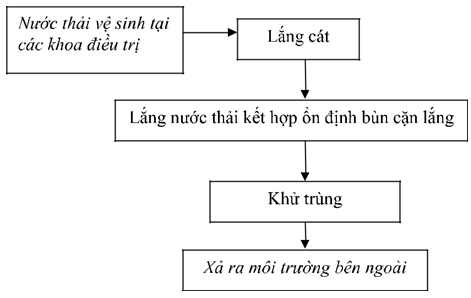 Nước thải vệ sinh tại
các khoa điều trị
Lắng cát
Lắng nước thải kết hợp ổn định bùn cặn lắng
Khử trùng
Xả ra môi trường bên ngoài